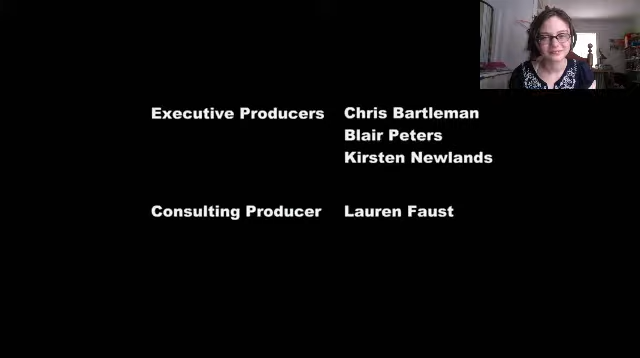 Executive Producers Chris Bartleman
Blair Peters
Kirsten Newlands
Consulting Producer Lauren Faust